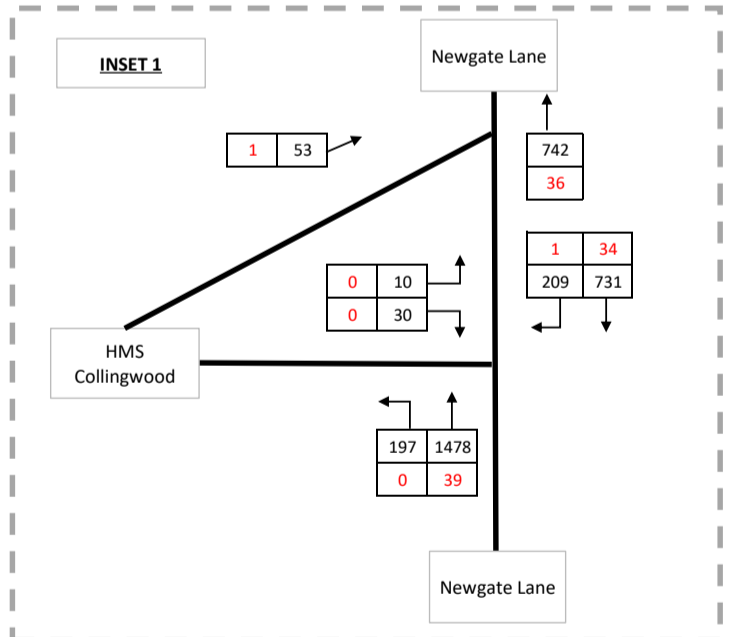 Newgate Lane
INSET 1
1 53
742
36
1 34
209 731
0 10
0 30
HMS
Collingwood
197 1478
0 39
Newgate Lane